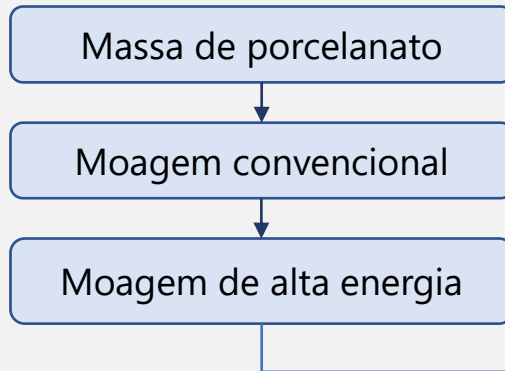 Massa de porcelanato
Moagem convencional
Moagem de alta energia